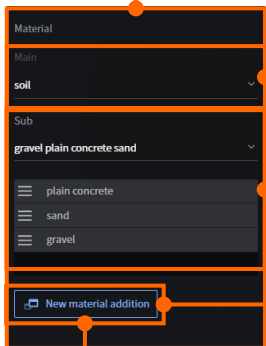 Material
Main
soil
Sub
gravel plain concrete sand
plain concrete
sand
gravel
New material addition